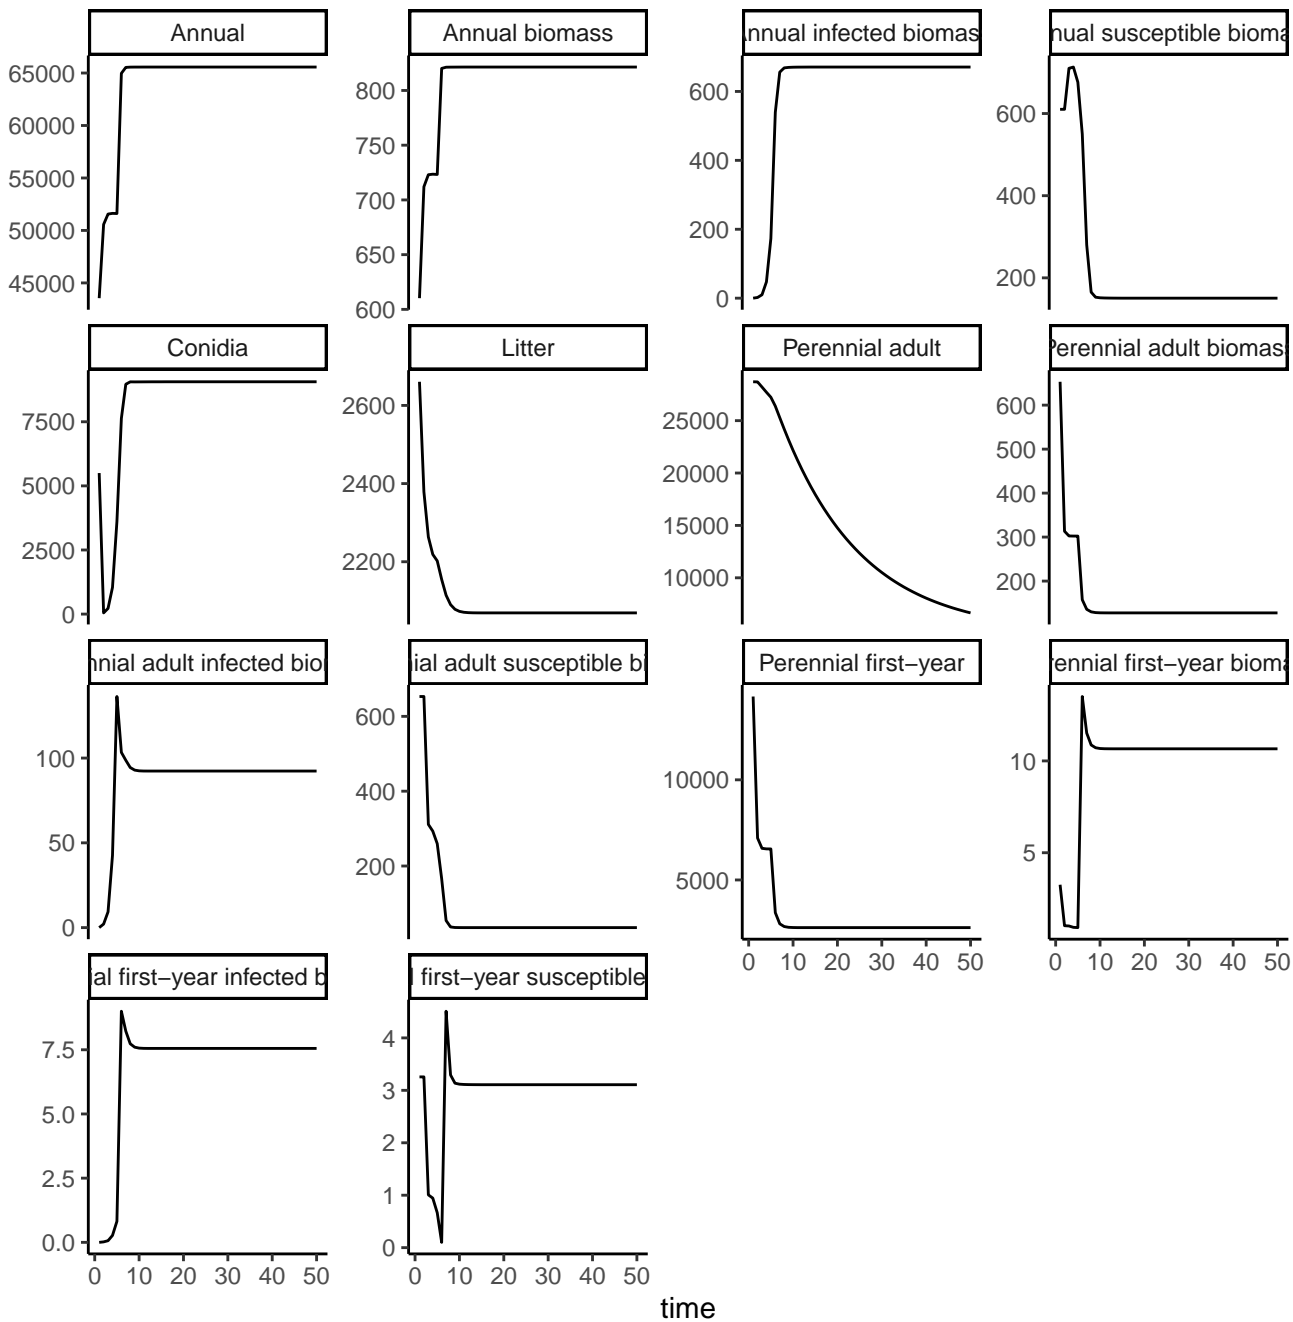 Annual
Annual biomass
Annual infected biomas
nual susceptible bioma
65000
60000
55000
50000
45000
800
750
700
650
600
600
400
200
0
600
400
200
Conidia
Litter
Perennial adult
Perennial adult biomas
7500
5000
2500
0
2600
2400
2200
25000
20000
15000
10000
600
500
400
300
200
nnial adult infected bio
ial adult susceptible bi
Perennial first−year
rennial first−year bioma
100
50
0
600
400
200
10000
5000
10
5
0 10 20 30 40 50
0 10 20 30 40 50
ial first−year infected b
l first−year susceptible
7.5
5.0
2.5
0.0
4
3
2
1
0
0 10 20 30 40 50
0 10 20 30 40 50
time